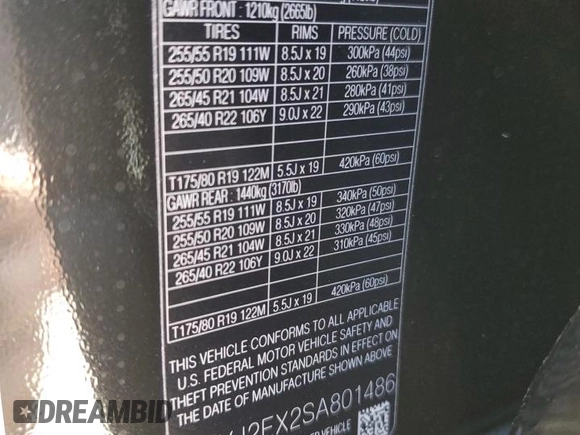 GAWR FRONT : 1210kg (2665lb)
TIRES RIMS PRESSURE (COLD)
255/55 R19 111W 8.5J x 19 300kPa (44psi)
255/50 R20 109W 8.5J x 20 260kPa (38psi)
265/45 R21 104W 8.5J x 21 280kPa (41psi)
265/40 R22 106Y 9.0J x 22 290kPa (43psi)
T175/80 R19 122M 5.5J x 19 420kPa (60psi)
GAWR REAR : 1440kg (3170lb)
255/55 R19 111W 8.5J x 19 340kPa (50psi)
255/50 R20 109W 8.5J x 20 320kPa (47psi)
265/45 R21 104W 8.5J x 21 330kPa (48psi)
265/40 R22 106Y 9.0J x 22 310kPa (45psi)
T175/80 R19 122M 5.5J x 19 420kPa (60psi)
THIS VEHICLE CONFORMS TO ALL APPLICABLE
U.S. FEDERAL MOTOR VEHICLE SAFETY AND
THEFT PREVENTION STANDARDS IN EFFECT ON
THE DATE OF MANUFACTURE SHOWN ABOVE
J2EX2SA801486
VEHICLE
DREAMBID